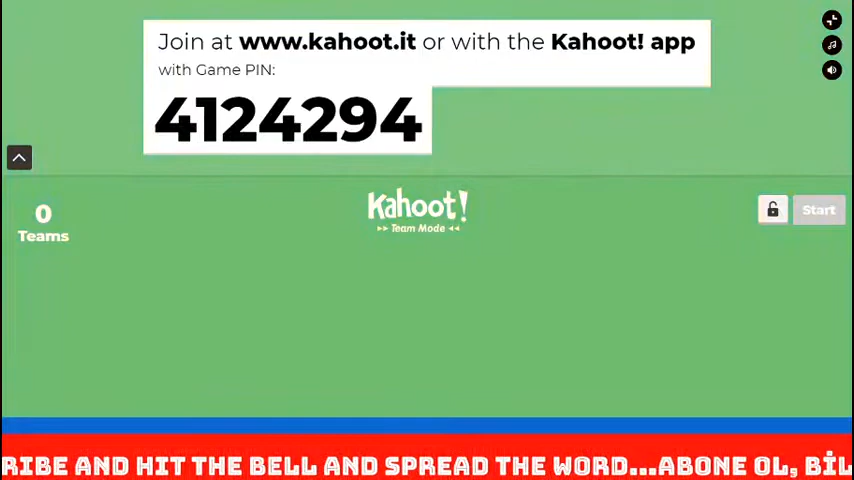 Join at www.kahoot.it or with the Kahoot! app
with Game PIN:
4124294
0
Teams
Kahoot!
Team Mode
Start
RIBE AND HIT THE BELL AND SPREAD THE WORD...ABONE OL, BİL